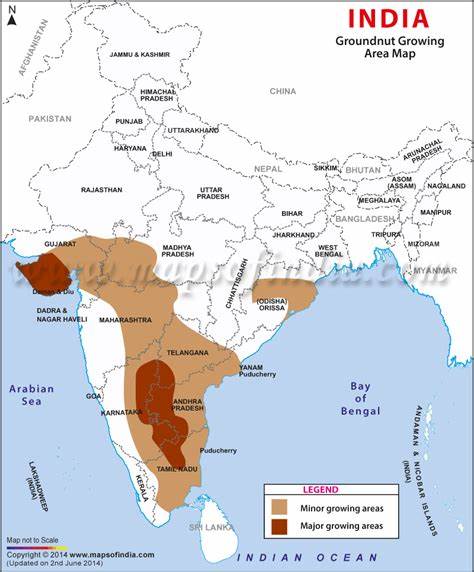 INDIA
Groundnut Growing
Area Map
N
AFGHANISTAN
JAMMU & KASHMIR
CHINA
HIMACHAL
PRADESH
PAKISTAN
PUNJAB
UTTARAKHAND
HARYANA
DELHI
ARUNACHAL
PRADESH
NEPAL
SIKKIM
BHUTAN
RAJASTHAN
UTTAR
PRADESH
ASOM
(ASSAM)
NAGALAND
MEGHALAYA
BIHAR
BANGLADESH
MANIPUR
JHARKHAND
TRIPURA
GUJARAT
MADHYA
PRADESH
WEST
BENGAL
MIZORAM
www.mapsofindia.com
MYANMAR
CHHATTISGARH
Daman & Diu
DADRA &
NAGAR HAVELI
(ODISHA)
ORISSA
MAHARASHTRA
TELANGANA
YANAM
Puducherry
Arabian
Sea
GOA
KARNATAKA
ANDHRA
PRADESH
Bay
of
Bengal
Puducherry
TAMIL NADU
KERALA
LAKSHADWEEP
(INDIA)
ANDAMAN & NICOBAR ISLANDS
(INDIA)
SRI LANKA
LEGEND
Minor growing areas
Major growing areas
INDIAN OCEAN
Map not to Scale
Copyright © 2014 www.mapsofindia.com
(Updated on 2nd June 2014)